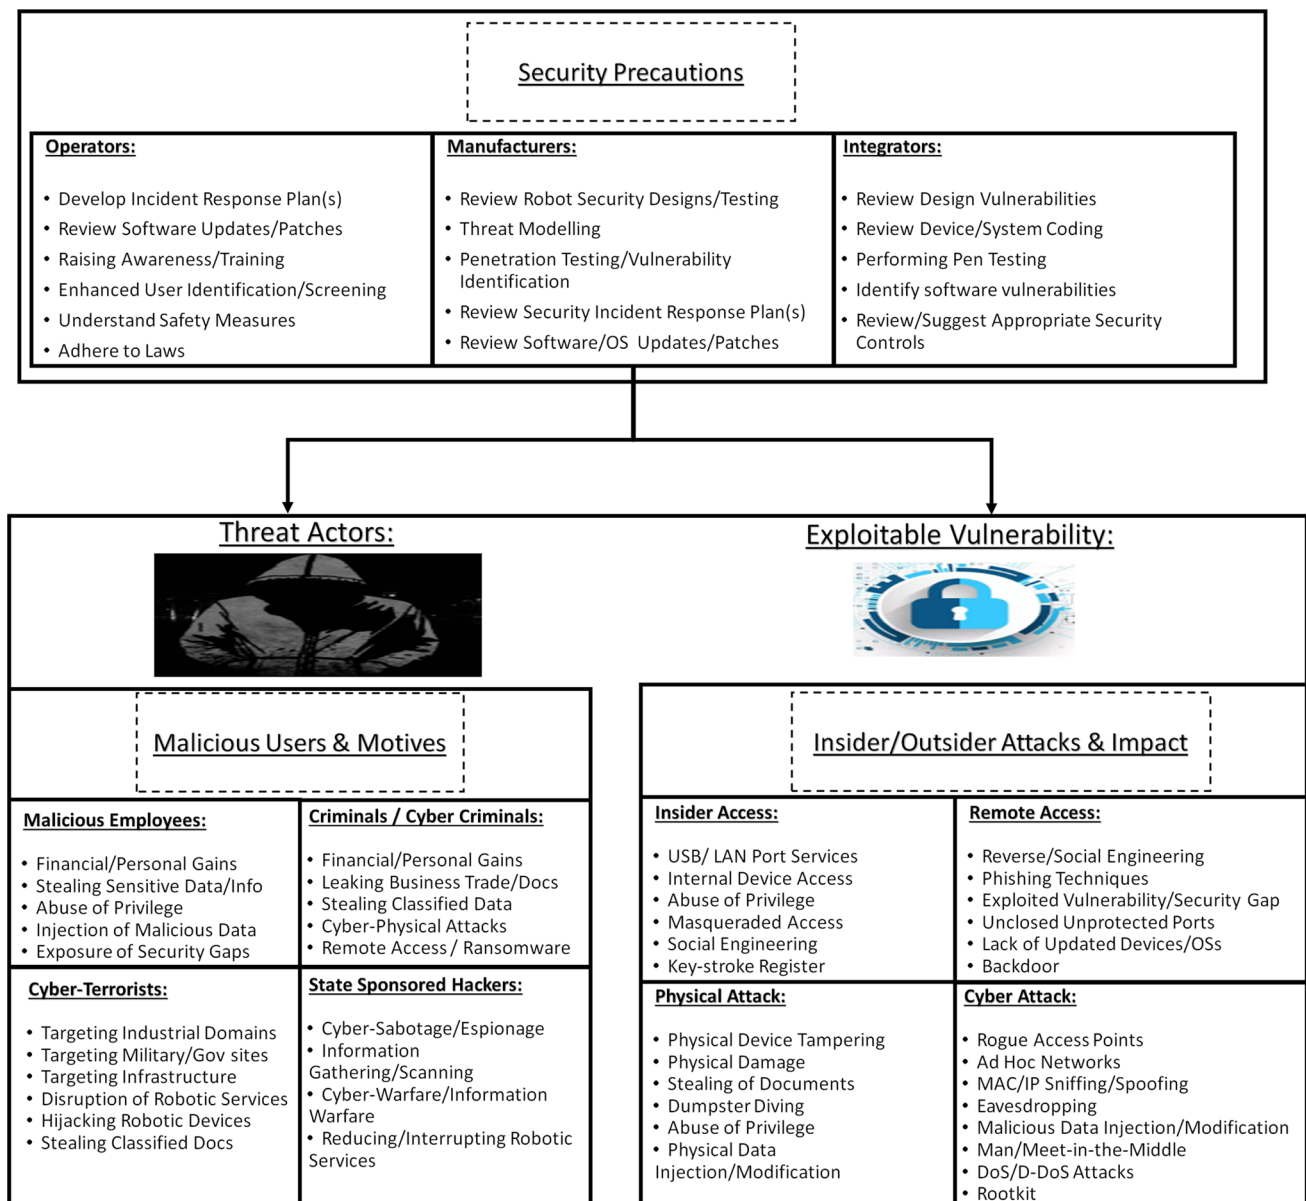 Security Precautions
Operators:
• Develop Incident Response Plan(s)
• Review Software Updates/Patches
• Raising Awareness/Training
• Enhanced User Identification/Screening
• Understand Safety Measures
• Adhere to Laws
Manufacturers:
• Review Robot Security Designs/Testing
• Threat Modelling
• Penetration Testing/Vulnerability
Identification
• Review Security Incident Response Plan(s)
• Review Software/OS Updates/Patches
Integrators:
• Review Design Vulnerabilities
• Review Device/System Coding
• Performing Pen Testing
• Identify software vulnerabilities
• Review/Suggest Appropriate Security
Controls
Threat Actors:
Malicious Users & Motives
Malicious Employees:
• Financial/Personal Gains
• Stealing Sensitive Data/Info
• Abuse of Privilege
• Injection of Malicious Data
• Exposure of Security Gaps
Criminals / Cyber Criminals:
• Financial/Personal Gains
• Leaking Business Trade/Docs
• Stealing Classified Data
• Cyber-Physical Attacks
• Remote Access / Ransomware
Cyber-Terrorists:
• Targeting Industrial Domains
• Targeting Military/Gov sites
• Targeting Infrastructure
• Disruption of Robotic Services
• Hijacking Robotic Devices
• Stealing Classified Docs
State Sponsored Hackers:
• Cyber-Sabotage/Espionage
• Information
Gathering/Scanning
• Cyber-Warfare/Information
Warfare
• Reducing/Interrupting Robotic
Services
Exploitable Vulnerability:
Insider/Outsider Attacks & Impact
Insider Access:
• USB/ LAN Port Services
• Internal Device Access
• Abuse of Privilege
• Masqueraded Access
• Social Engineering
• Key-stroke Register
Remote Access:
• Reverse/Social Engineering
• Phishing Techniques
• Exploited Vulnerability/Security Gap
• Unclosed Unprotected Ports
• Lack of Updated Devices/OSs
• Backdoor
Physical Attack:
• Physical Device Tampering
• Physical Damage
• Stealing of Documents
• Dumpster Diving
• Abuse of Privilege
• Physical Data
Injection/Modification
Cyber Attack:
• Rogue Access Points
• Ad Hoc Networks
• MAC/IP Sniffing/Spoofing
• Eavesdropping
• Malicious Data Injection/Modification
• Man/Meet-in-the-Middle
• DoS/D-DoS Attacks
• Rootkit